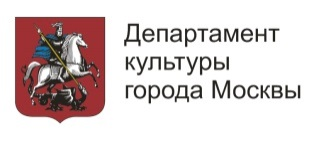 Департамент
культуры
города Москвы